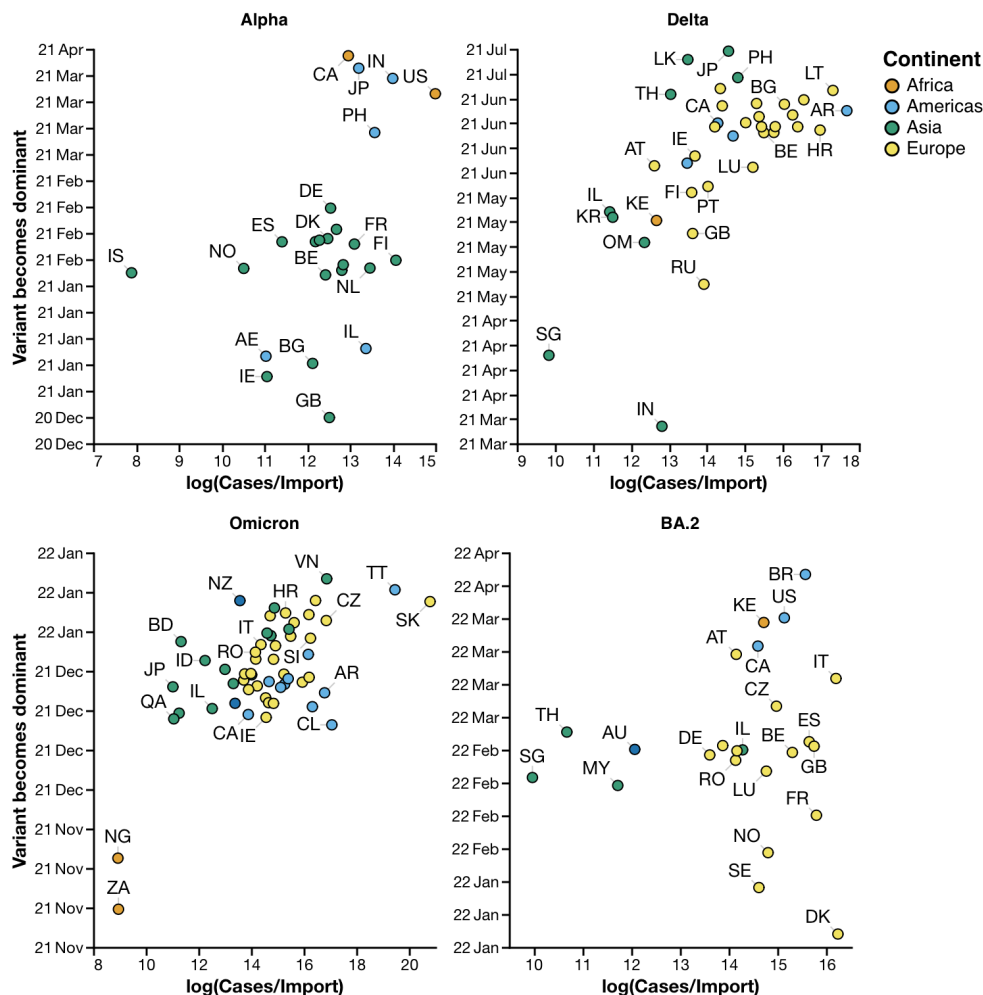 Alpha
Variant becomes dominant
21 Apr
21 Mar
21 Mar
21 Mar
21 Mar
21 Feb
21 Feb
21 Feb
21 Feb
21 Jan
21 Jan
21 Jan
21 Jan
21 Jan
20 Dec
20 Dec
CA
JP
IN
US
PH
DE
ES
DK
FR
FI
IS
NO
BE
NL
AE
BG
IL
IE
GB
7 8 9 10 11 12 13 14 15
log(Cases/Import)
Delta
21 Jul
21 Jul
21 Jun
21 Jun
21 Jun
21 Jun
21 May
21 May
21 May
21 May
21 May
21 Apr
21 Apr
21 Apr
21 Apr
21 Mar
21 Mar
LK
JP
PH
TH
CA
BG
LT
AR
AT
IE
BE
HR
LU
IL
KR
KE
FI
PT
OM
GB
RU
SG
IN
9 10 11 12 13 14 15 16 17 18
log(Cases/Import)
Continent
Africa
Americas
Asia
Europe
Omicron
Variant becomes dominant
22 Jan
22 Jan
22 Jan
21 Dec
21 Dec
21 Dec
21 Dec
21 Nov
21 Nov
21 Nov
21 Nov
VN
TT
NZ
HR
CZ
SK
BD
IT
ID
RO
SI
JP
AR
QA
IL
CA
IE
CL
NG
ZA
8 10 12 14 16 18 20
log(Cases/Import)
BA.2
22 Apr
22 Apr
22 Mar
22 Mar
22 Mar
22 Mar
22 Feb
22 Feb
22 Feb
22 Feb
22 Jan
22 Jan
22 Jan
BR
US
KE
AT
CA
IT
CZ
TH
AU
DE
IL
BE
ES
SG
MY
RO
LU
GB
FR
NO
SE
DK
10 11 12 13 14 15 16
log(Cases/Import)